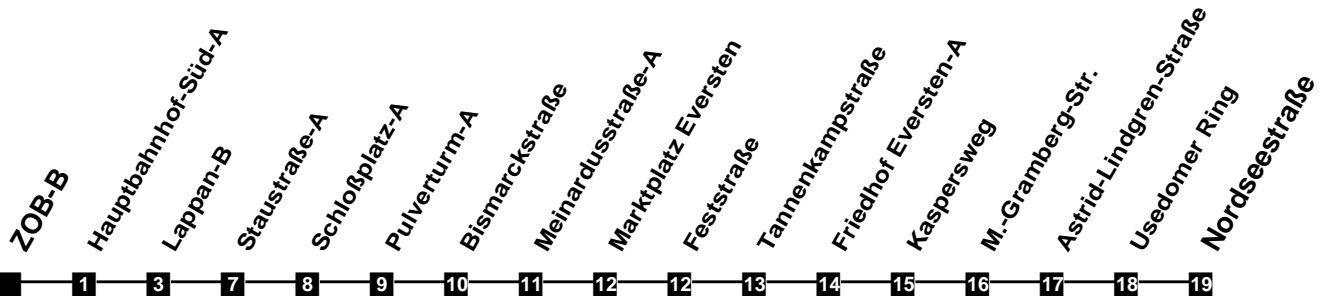 ZOB-B
Hauptbahnhof-Süd-A
Lappan-B
Staustraße-A
Schloßplatz-A
Pulverturm-A
Bismarckstraße
Meinardusstraße-A
Marktplatz Eversten
Feststraße
Tannenkampstraße
Friedhof Eversten-A
Kaspersweg
M.-Gramberg-Str.
Astrid-Lindgren-Straße
Usedomer Ring
Nordseestraße
1 3 7 8 9 10 11 12 12 13 14 15 16 17 18 19